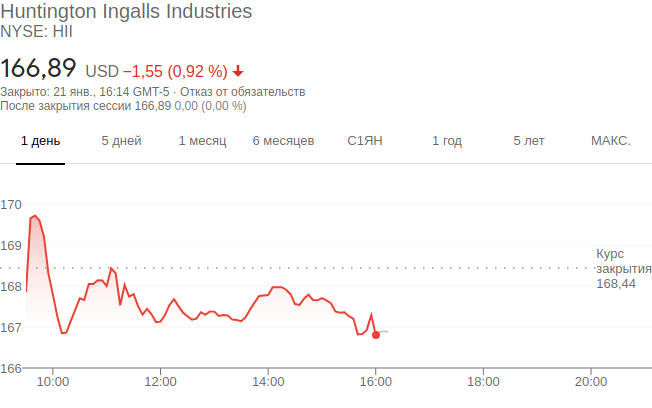 Huntington Ingalls Industries
NYSE: HII
166,89 USD −1,55 (0,92 %)
Закрыто: 21 янв., 16:14 GMT-5 · Отказ от обязательств
После закрытия сессии 166,89 0,00 (0,00 %)
1 день 5 дней 1 месяц 6 месяцев С1ЯН 1 год 5 лет МАКС.
170
169
Курс
закрытия
168,44
168
167
166
10:00 12:00 14:00 16:00 18:00 20:00